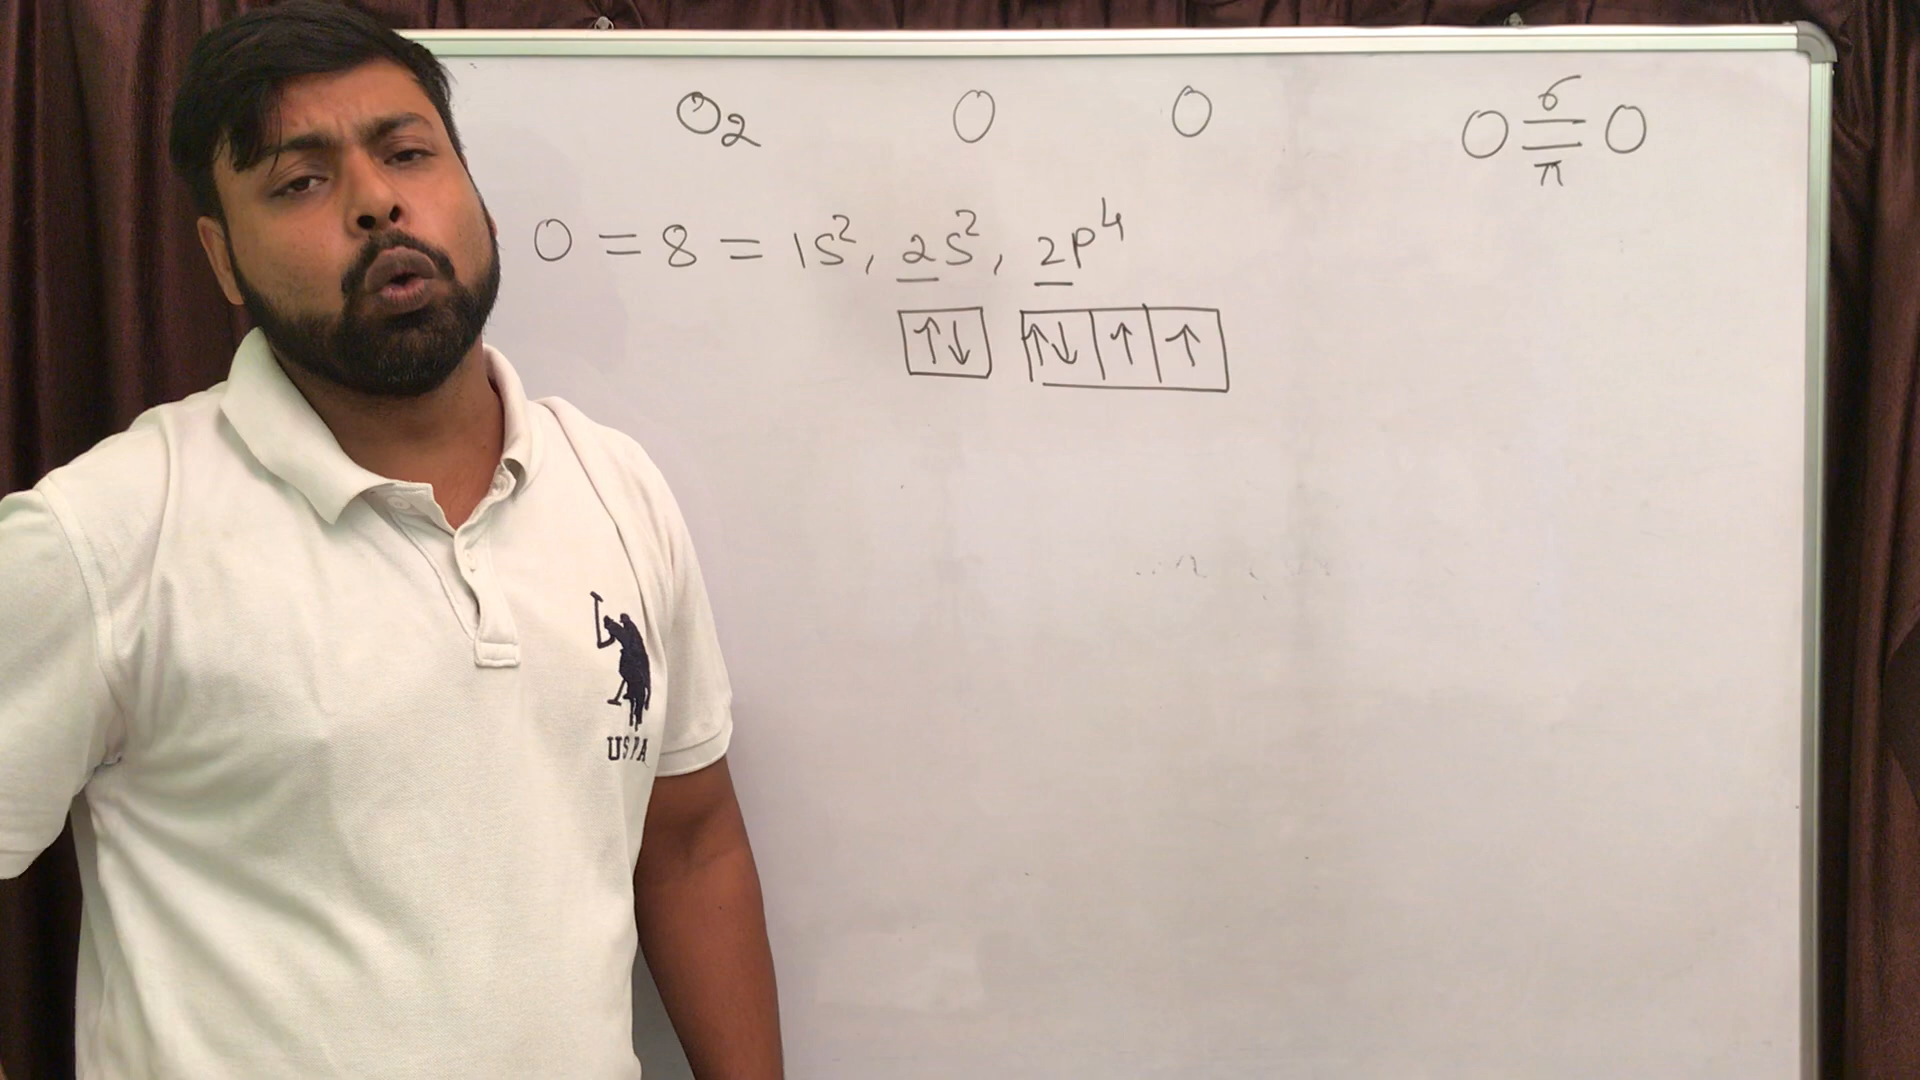 O₂ O O O σ = π O
O = 8 = 1S², 2S², 2P⁴
↑↓ ↑↓ ↑ ↑
USPA